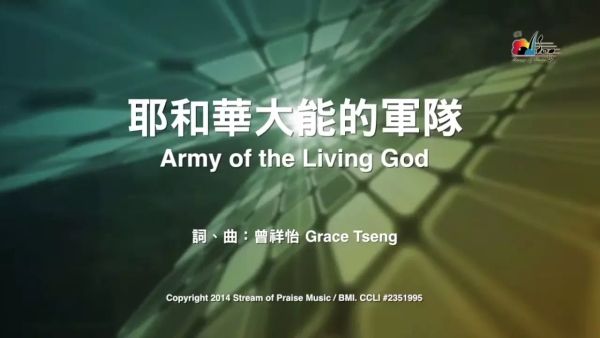 耶和華大能的軍隊
Army of the Living God
詞、曲：曾祥怡 Grace Tseng
Copyright 2014 Stream of Praise Music / BMI. CCLI #2351995